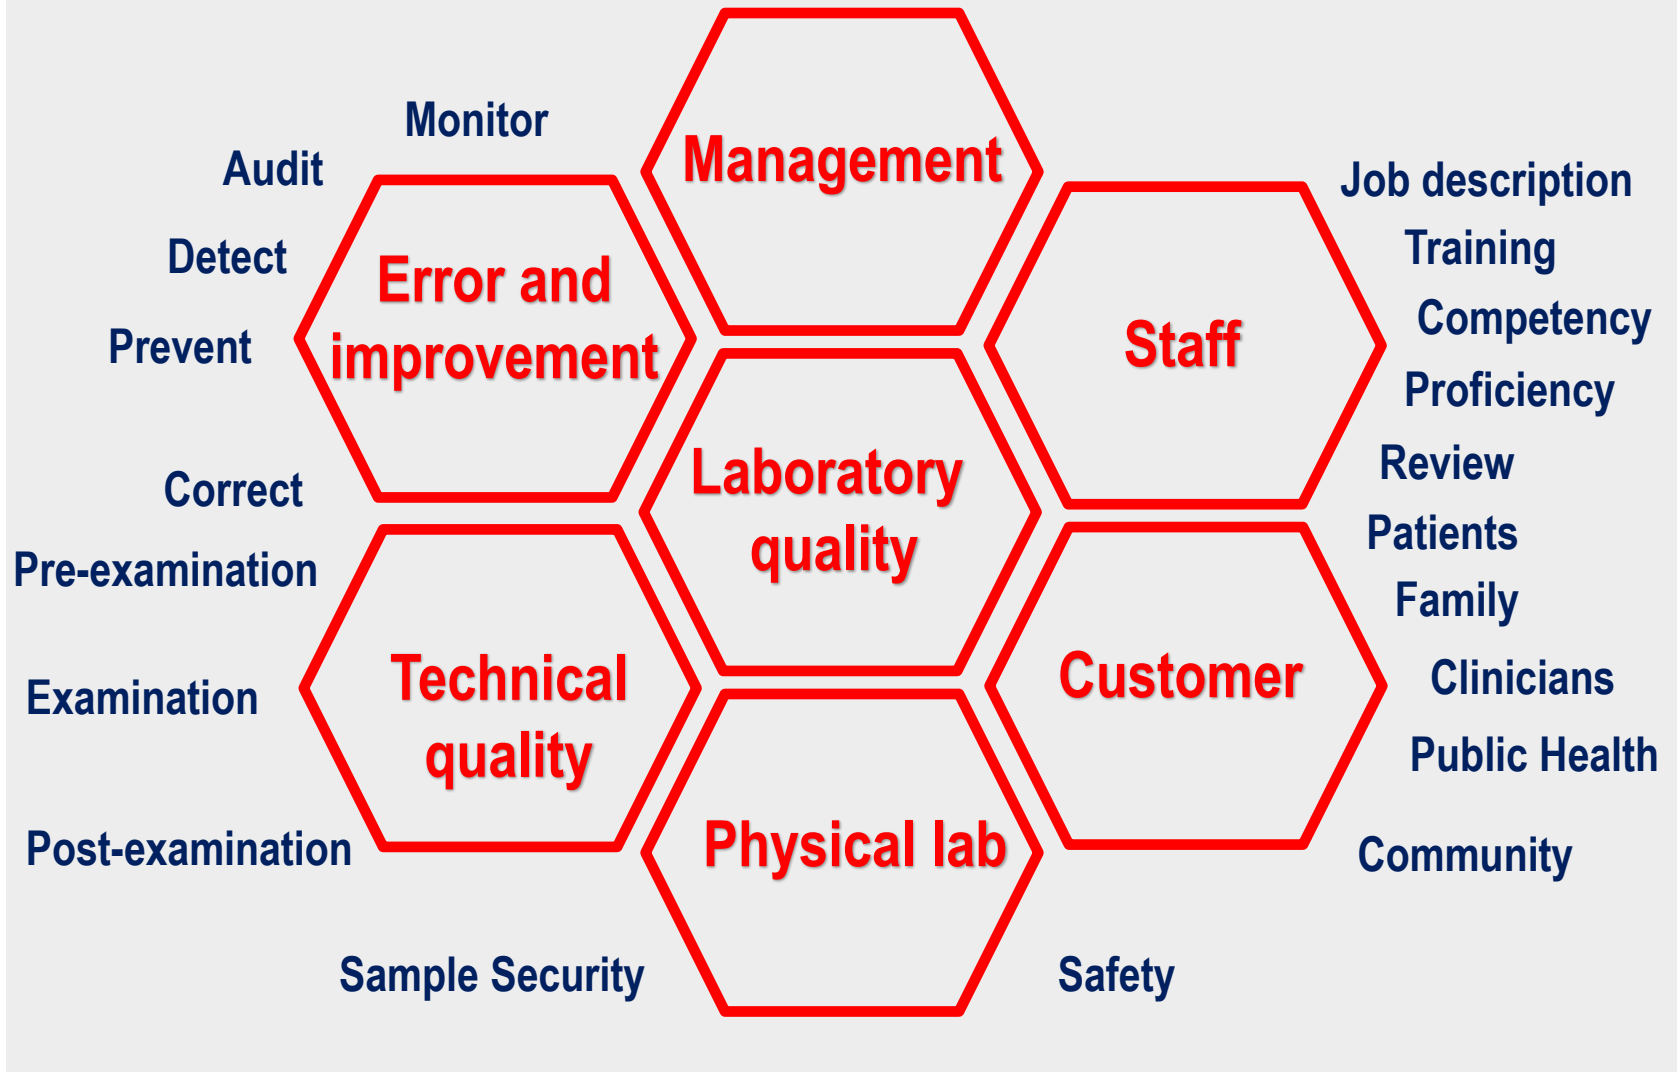 Management
Monitor
Audit
Detect
Prevent
Correct
Error and
improvement
Staff
Job description
Training
Competency
Proficiency
Review
Laboratory
quality
Pre-examination
Examination
Post-examination
Technical
quality
Customer
Patients
Family
Clinicians
Public Health
Community
Physical lab
Sample Security
Safety